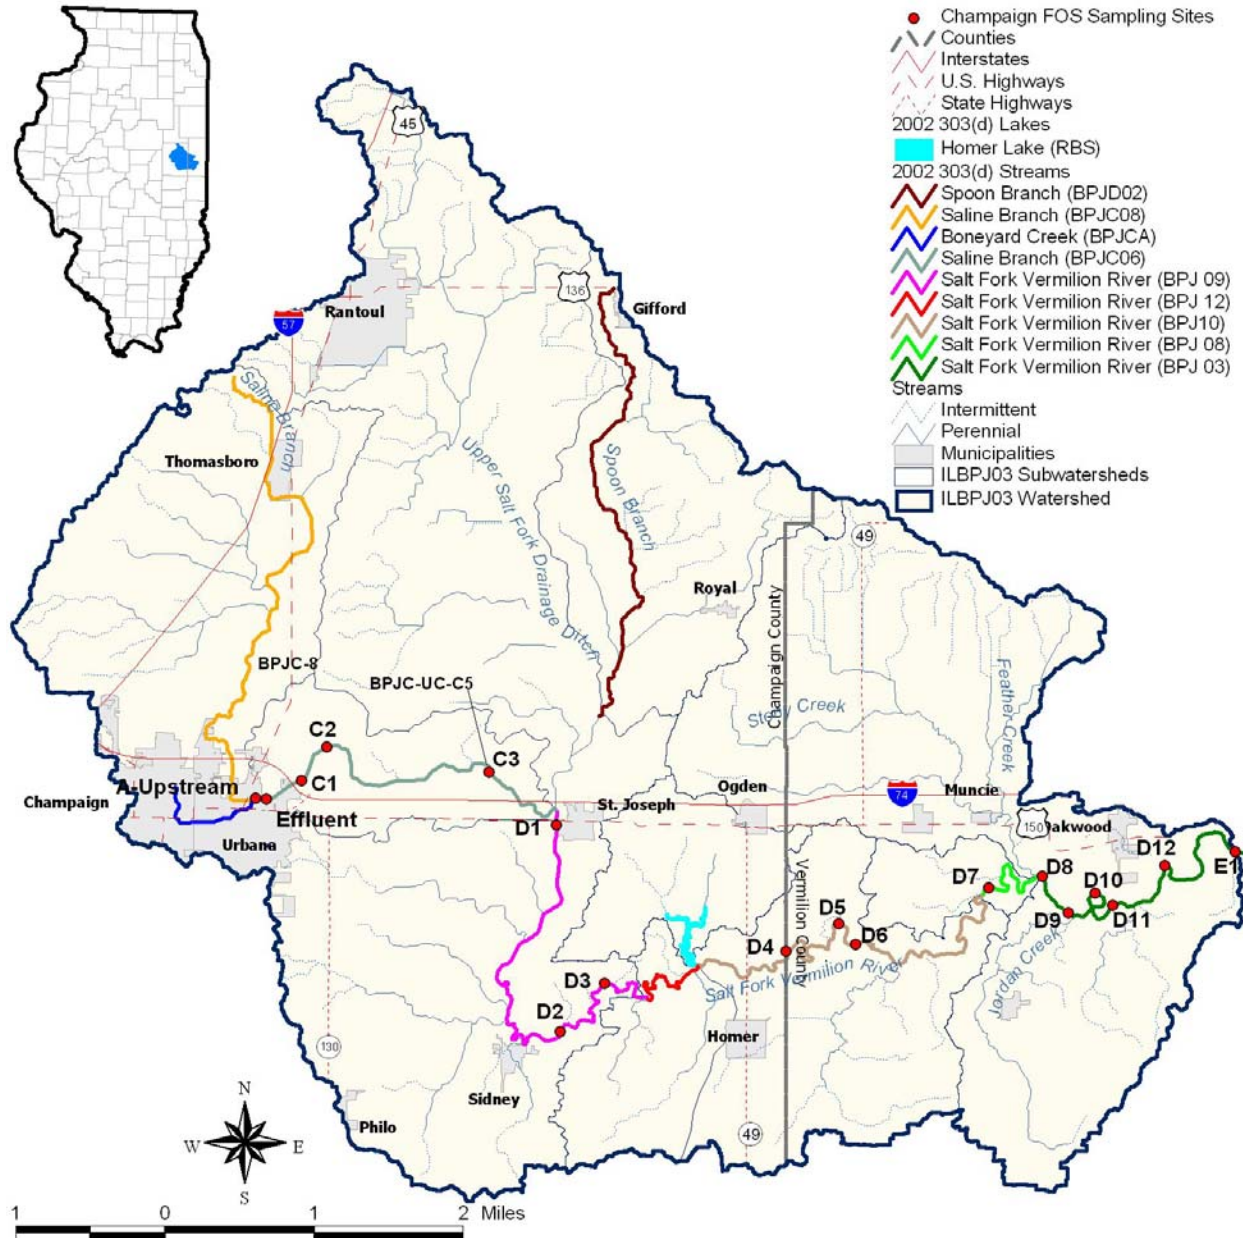 Champaign FOS Sampling Sites
Counties
Interstates
U.S. Highways
State Highways
2002 303(d) Lakes
Homer Lake (RBS)
2002 303(d) Streams
Spoon Branch (BPJD02)
Saline Branch (BPJC08)
Boneyard Creek (BPJCA)
Saline Branch (BPJC06)
Salt Fork Vermilion River (BPJ 09)
Salt Fork Vermilion River (BPJ 12)
Salt Fork Vermilion River (BPJ10)
Salt Fork Vermilion River (BPJ 08)
Salt Fork Vermilion River (BPJ 03)
Streams
Intermittent
Perennial
Municipalities
ILBPJ03 Subwatersheds
ILBPJ03 Watershed
45
136
Gifford
Rantoul
57
Saline Branch
Thomasboro
Upper Salt Fork Drainage Ditch
Spoon Branch
49
Royal
Champaign County
BPJC-8
BPJC-UC-C5
Feather Creek
Stony Creek
C2
C3
C1
A-Upstream
Champaign
Effluent
Urbana
D1
St. Joseph
Ogden
74
Muncie
150
Oakwood
D12
E1
D8
D10
D7
D11
D9
D5
D6
D4
Vermilion County
Salt Fork Vermilion River
Jordan Creek
D3
D2
Homer
130
Sidney
Philo
49
N
W
E
S
1
0
1
2 Miles